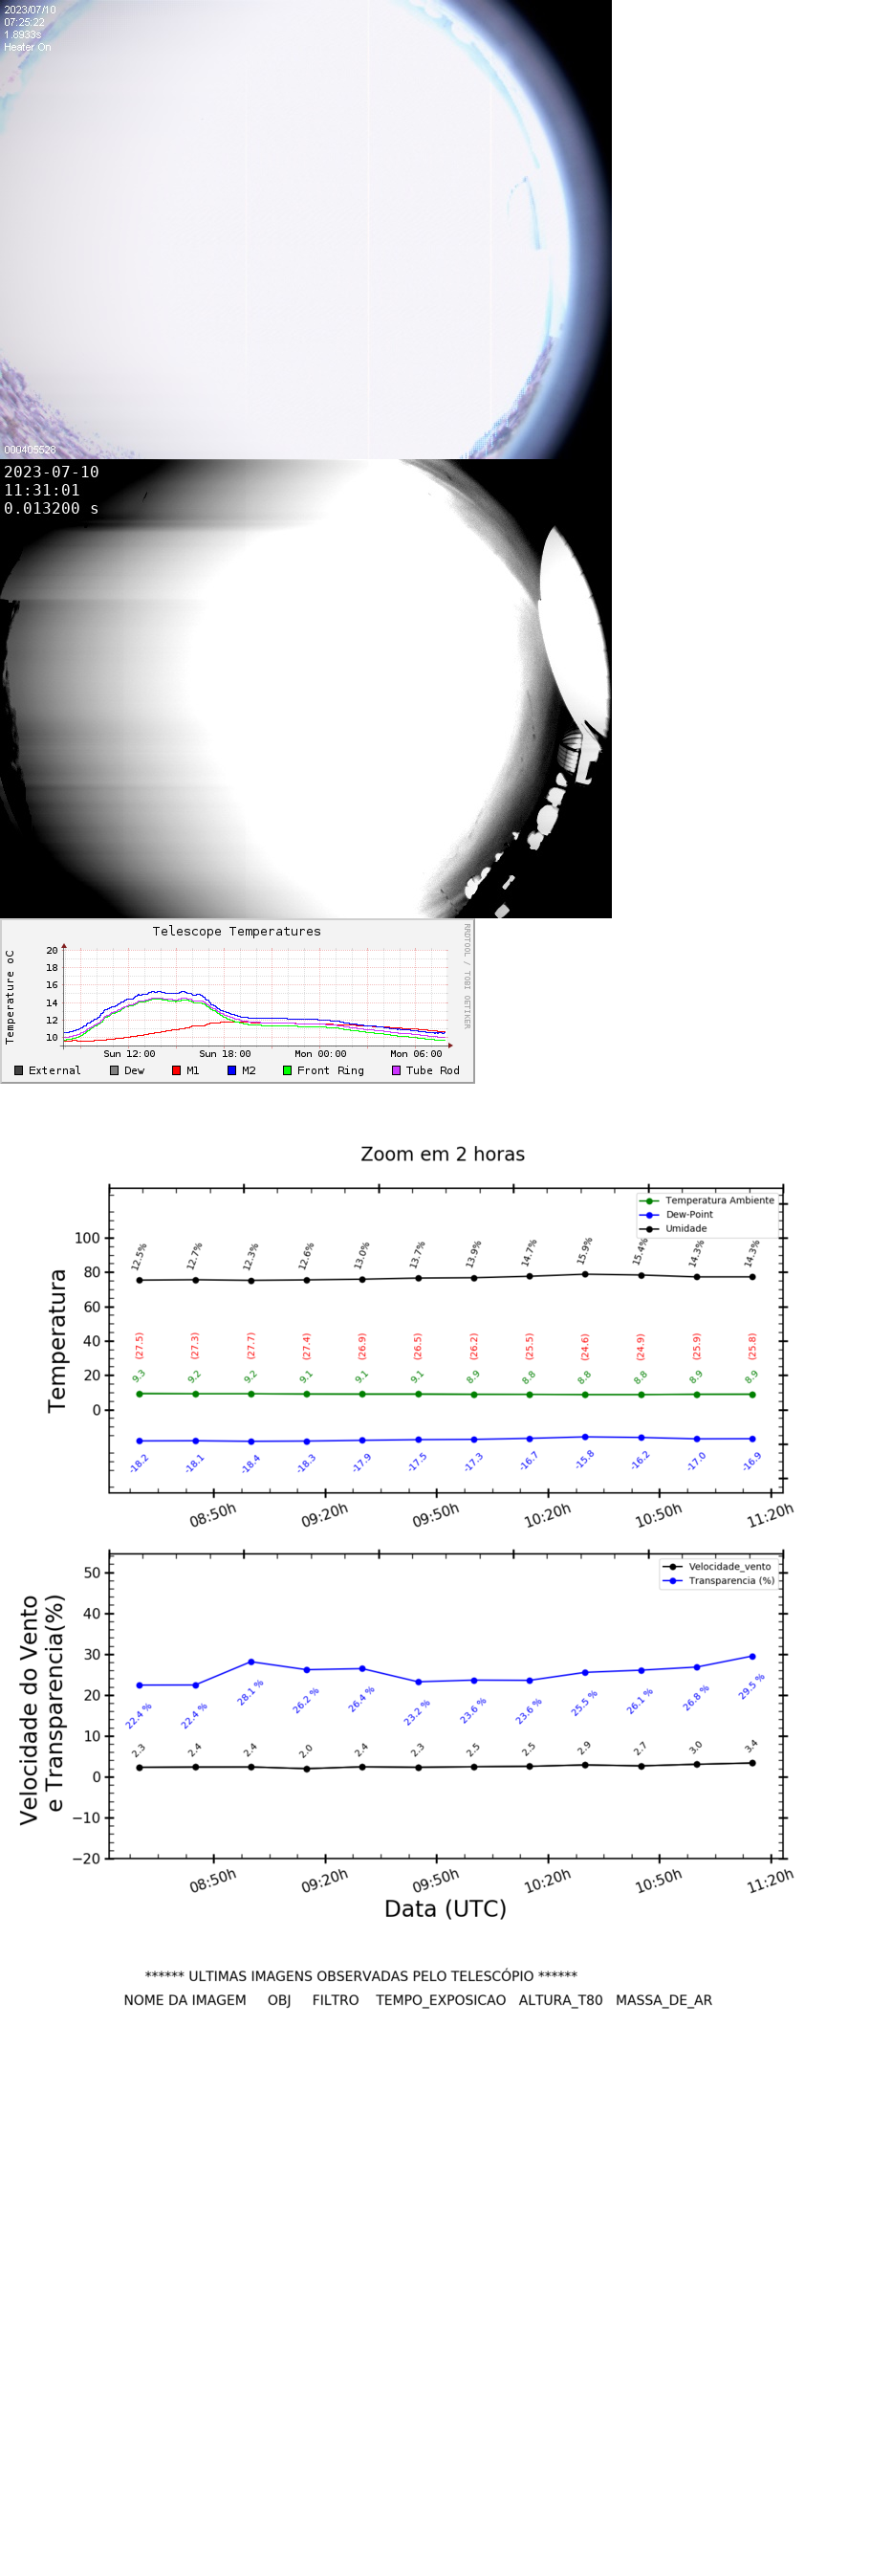 2023/07/10
07:25:22
1.8933s
Heater On
000405528
2023-07-10
11:31:01
0.013200 s
Telescope Temperatures
RRDTOOL / TOBI OETIKER
Temperature oC
20
18
16
14
12
10
Sun 12:00 Sun 18:00 Mon 00:00 Mon 06:00
External Dew M1 M2 Front Ring Tube Rod
Zoom em 2 horas
Temperatura Ambiente
Dew-Point
Umidade
Temperatura
100
80
60
40
20
0
12.5% 12.7% 12.3% 12.6% 13.0% 13.7% 13.9% 14.7% 15.9% 15.4% 14.3% 14.3%
(27.5) (27.3) (27.7) (27.4) (26.9) (26.5) (26.2) (25.5) (24.6) (24.9) (25.9) (25.8)
9.3 9.2 9.2 9.1 9.1 9.1 8.9 8.8 8.8 8.8 8.9 8.9
-18.2 -18.1 -18.4 -18.3 -17.9 -17.5 -17.3 -16.7 -15.8 -16.2 -17.0 -16.9
08:50h 09:20h 09:50h 10:20h 10:50h 11:20h
Velocidade_vento
Transparencia (%)
Velocidade do Vento
e Transparencia(%)
50
40
30
20
10
0
−10
−20
22.4 % 22.4 % 28.1 % 26.2 % 26.4 % 23.2 % 23.6 % 23.6 % 25.5 % 26.1 % 26.8 % 29.5 %
2.3 2.4 2.4 2.0 2.4 2.3 2.5 2.5 2.9 2.7 3.0 3.4
08:50h 09:20h 09:50h 10:20h 10:50h 11:20h
Data (UTC)
****** ULTIMAS IMAGENS OBSERVADAS PELO TELESCÓPIO ******
NOME DA IMAGEM OBJ FILTRO TEMPO_EXPOSICAO ALTURA_T80 MASSA_DE_AR